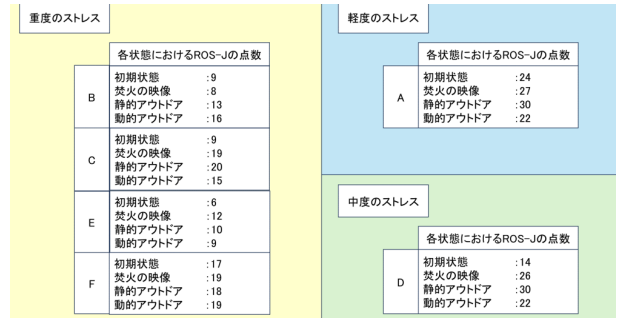 重度のストレス
各状態におけるROS-Jの点数
B
初期状態 :9
焚火の映像 :8
静的アウトドア :13
動的アウトドア :16
C
初期状態 :9
焚火の映像 :19
静的アウトドア :20
動的アウトドア :15
E
初期状態 :6
焚火の映像 :12
静的アウトドア :10
動的アウトドア :9
F
初期状態 :17
焚火の映像 :19
静的アウトドア :18
動的アウトドア :19
軽度のストレス
各状態におけるROS-Jの点数
A
初期状態 :24
焚火の映像 :27
静的アウトドア :30
動的アウトドア :22
中度のストレス
各状態におけるROS-Jの点数
D
初期状態 :14
焚火の映像 :26
静的アウトドア :30
動的アウトドア :22